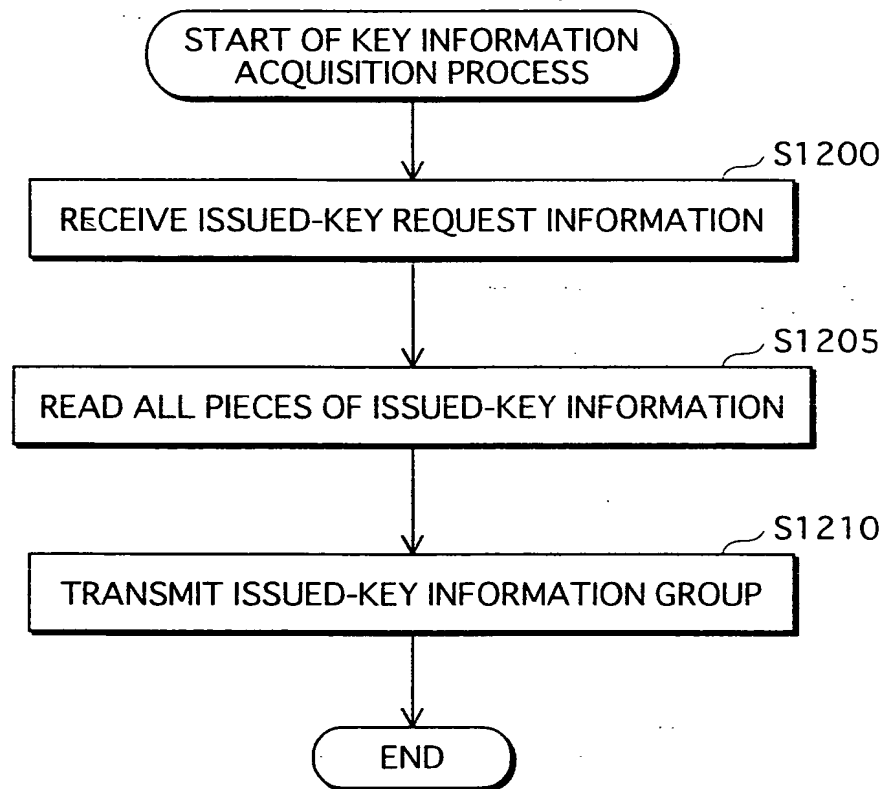 START OF KEY INFORMATION
ACQUISITION PROCESS
S1200
RECEIVE ISSUED-KEY REQUEST INFORMATION
S1205
READ ALL PIECES OF ISSUED-KEY INFORMATION
S1210
TRANSMIT ISSUED-KEY INFORMATION GROUP
END